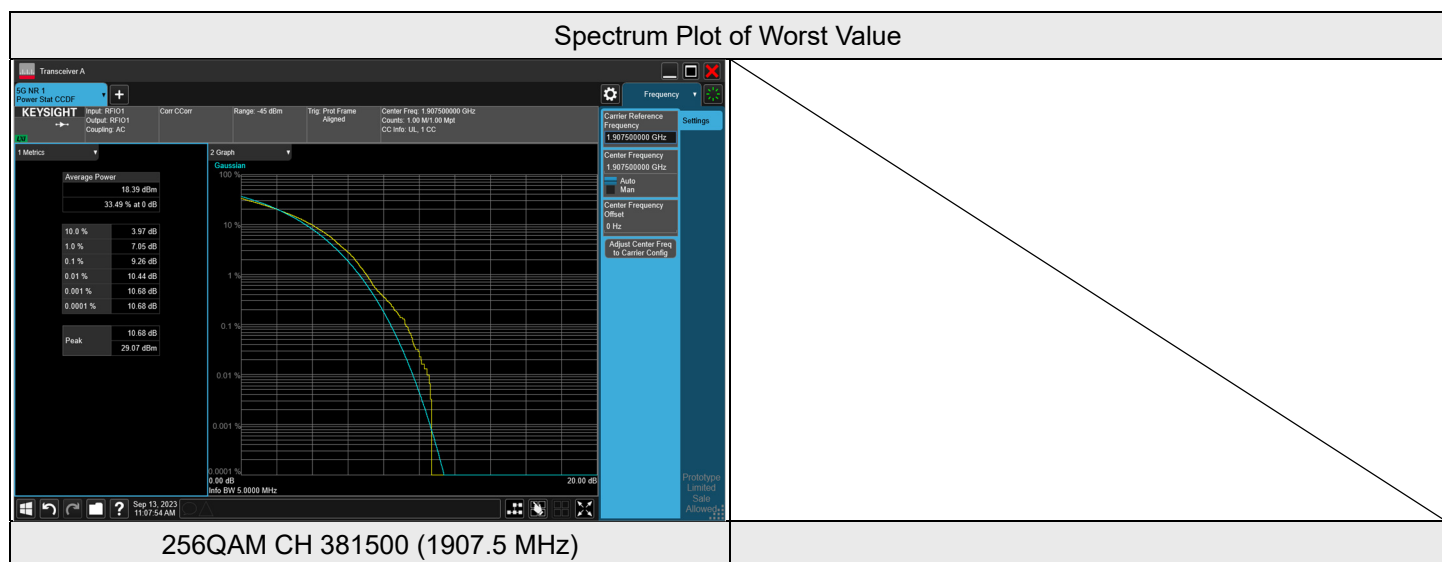 Spectrum Plot of Worst Value
Transceiver A
5G NR 1
Power Stat CCDF
+
Frequency
KEYSIGHT
LXI
Input: RFIO1
Output: RFIO1
Coupling: AC
Corr CCorr
Range: -45 dBm
Trig: Prot Frame
Aligned
Center Freq: 1.907500000 GHz
Counts: 1.00 M/1.00 Mpt
CC Info: UL, 1 CC
Carrier Reference
Frequency
1.907500000 GHz
Settings
Center Frequency
1.907500000 GHz
Auto
Man
Center Frequency
Offset
0 Hz
Adjust Center Freq
to Carrier Config
1 Metrics
Average Power
18.39 dBm
33.49 % at 0 dB
10.0 % 3.97 dB
1.0 % 7.05 dB
0.1 % 9.26 dB
0.01 % 10.44 dB
0.001 % 10.68 dB
0.0001 % 10.68 dB
Peak
10.68 dB
29.07 dBm
2 Graph
Gaussian
100 %
10 %
1 %
0.1 %
0.01 %
0.001 %
0.0001 %
0.00 dB 20.00 dB
Info BW 5.0000 MHz
Prototype
Limited
Sale
Allowed
?
Sep 13, 2023
11:07:54 AM
256QAM CH 381500 (1907.5 MHz)